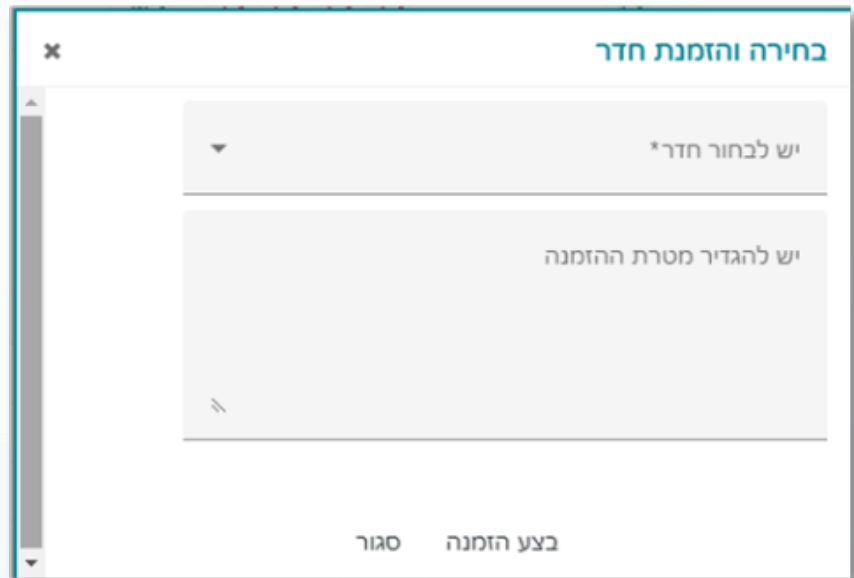 בחירה והזמנת חדר
יש לבחור חדר*
יש להגדיר מטרת ההזמנה
בצע הזמנה סגור